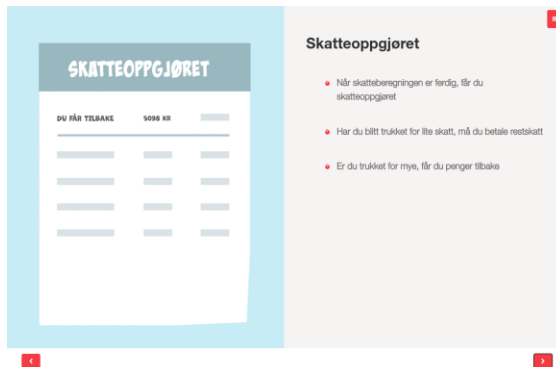 SKATTEOPPGJØRET
DU FÅR TILBAKE 5098 KR
Skatteoppgjøret
Når skatteberegningen er ferdig, får du
skatteoppgjøret
Har du blitt trukket for lite skatt, må du betale restskatt
Er du trukket for mye, får du penger tilbake